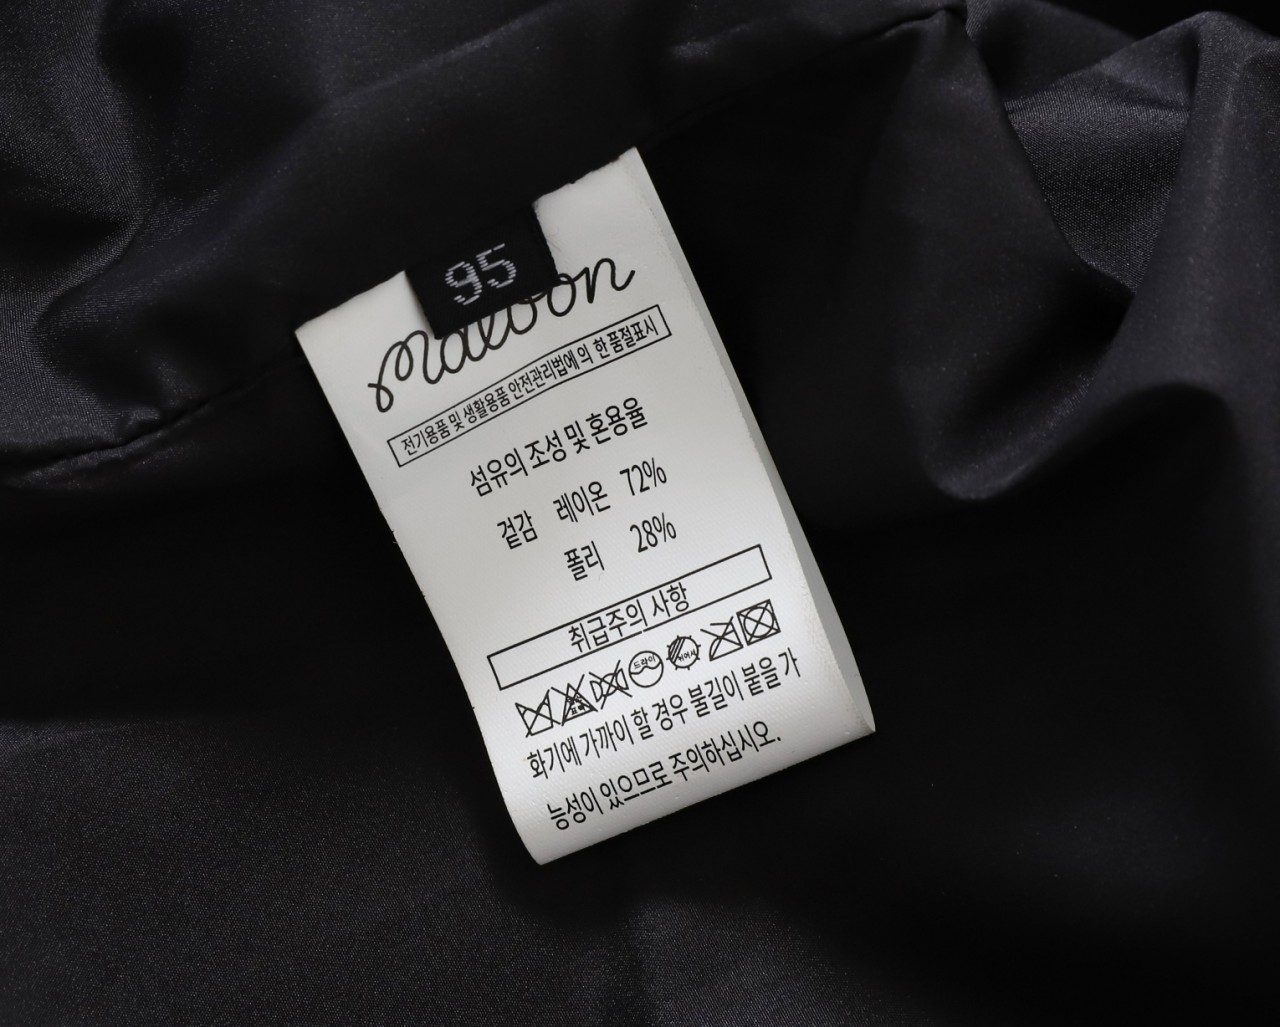 95
전기용품 및 생활용품 안전관리법에 의 한 품절표시
섬유의 조성 및 혼용율
겉감 레이온 72%
폴리 28%
취급주의 사항
드라이
화기에 가까이 할 경우 불길이 붙을 가
능성이 있으므로 주의하십시오.